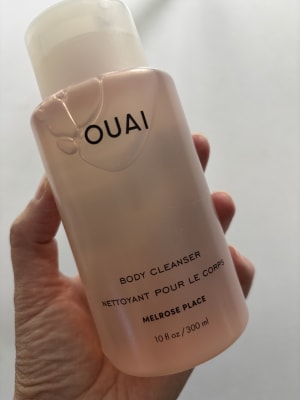 OUAI
BODY CLEANSER
NETTOYANT POUR LE CORPS
MELROSE PLACE
10 fl oz / 300 ml